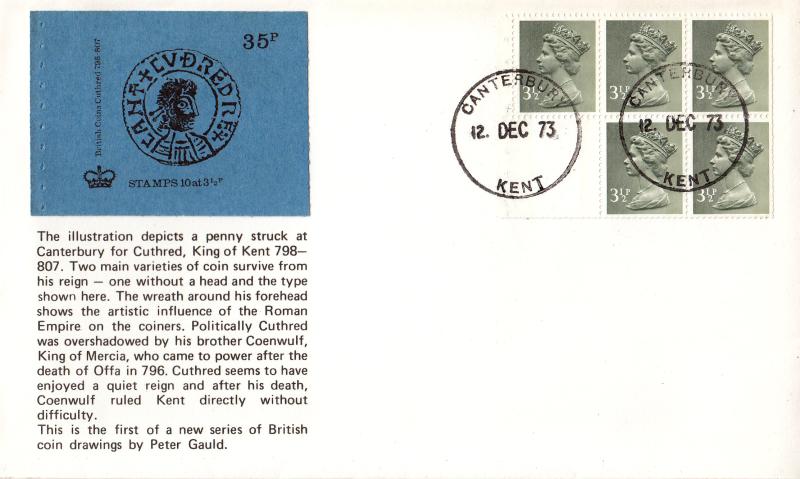 35P
British Coins Cuthred 798-807
STAMPS 10 at 3½P
The illustration depicts a penny struck at
Canterbury for Cuthred, King of Kent 798—
807. Two main varieties of coin survive from
his reign — one without a head and the type
shown here. The wreath around his forehead
shows the artistic influence of the Roman
Empire on the coiners. Politically Cuthred
was overshadowed by his brother Coenwulf,
King of Mercia, who came to power after the
death of Offa in 796. Cuthred seems to have
enjoyed a quiet reign and after his death,
Coenwulf ruled Kent directly without
difficulty.
This is the first of a new series of British
coin drawings by Peter Gauld.
3½P
3½P
3½P
3½P
3½P
CANTERBURY
12. DEC 73
KENT
CANTERBURY
12. DEC 73
KENT